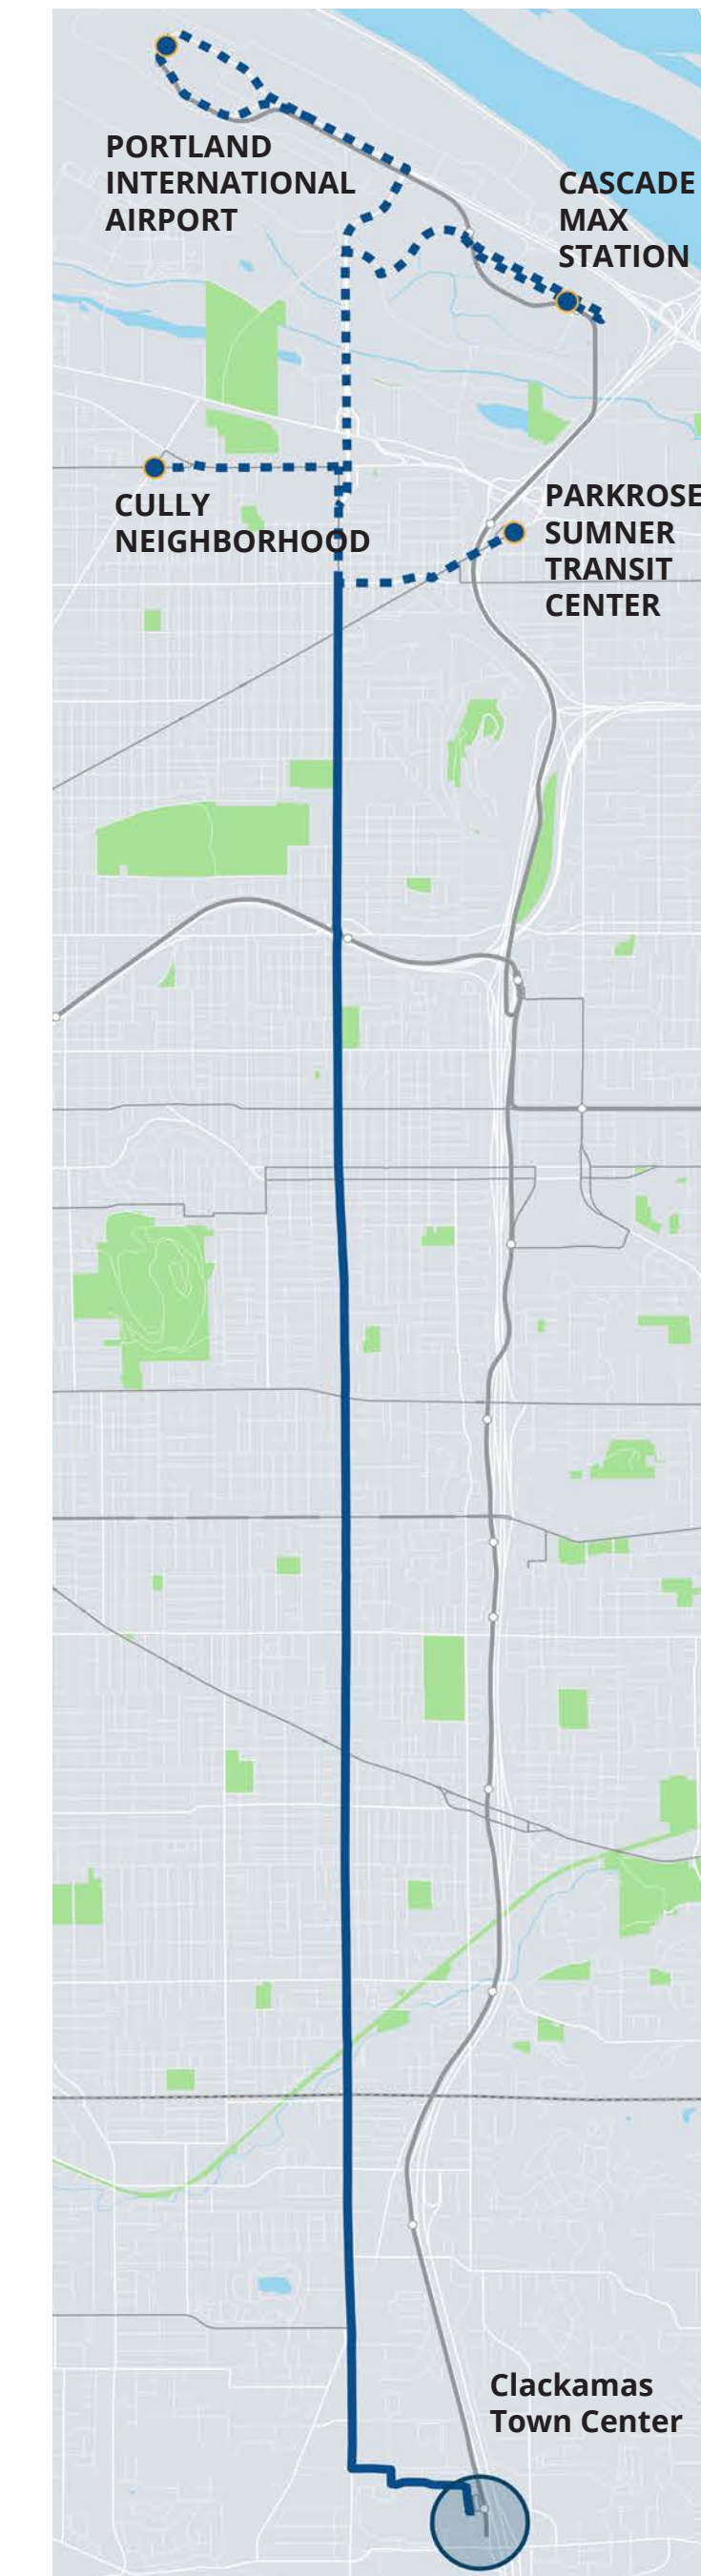 PORTLAND
INTERNATIONAL
AIRPORT
CASCADE
MAX
STATION
CULLY
NEIGHBORHOOD
PARKROSE
SUMNER
TRANSIT
CENTER
Clackamas
Town Center